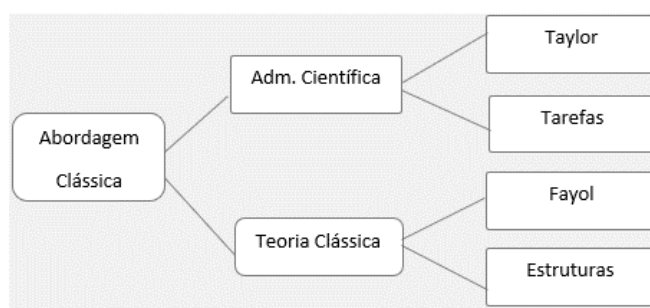 Abordagem
Clássica
Adm. Científica
Taylor
Tarefas
Teoria Clássica
Fayol
Estruturas